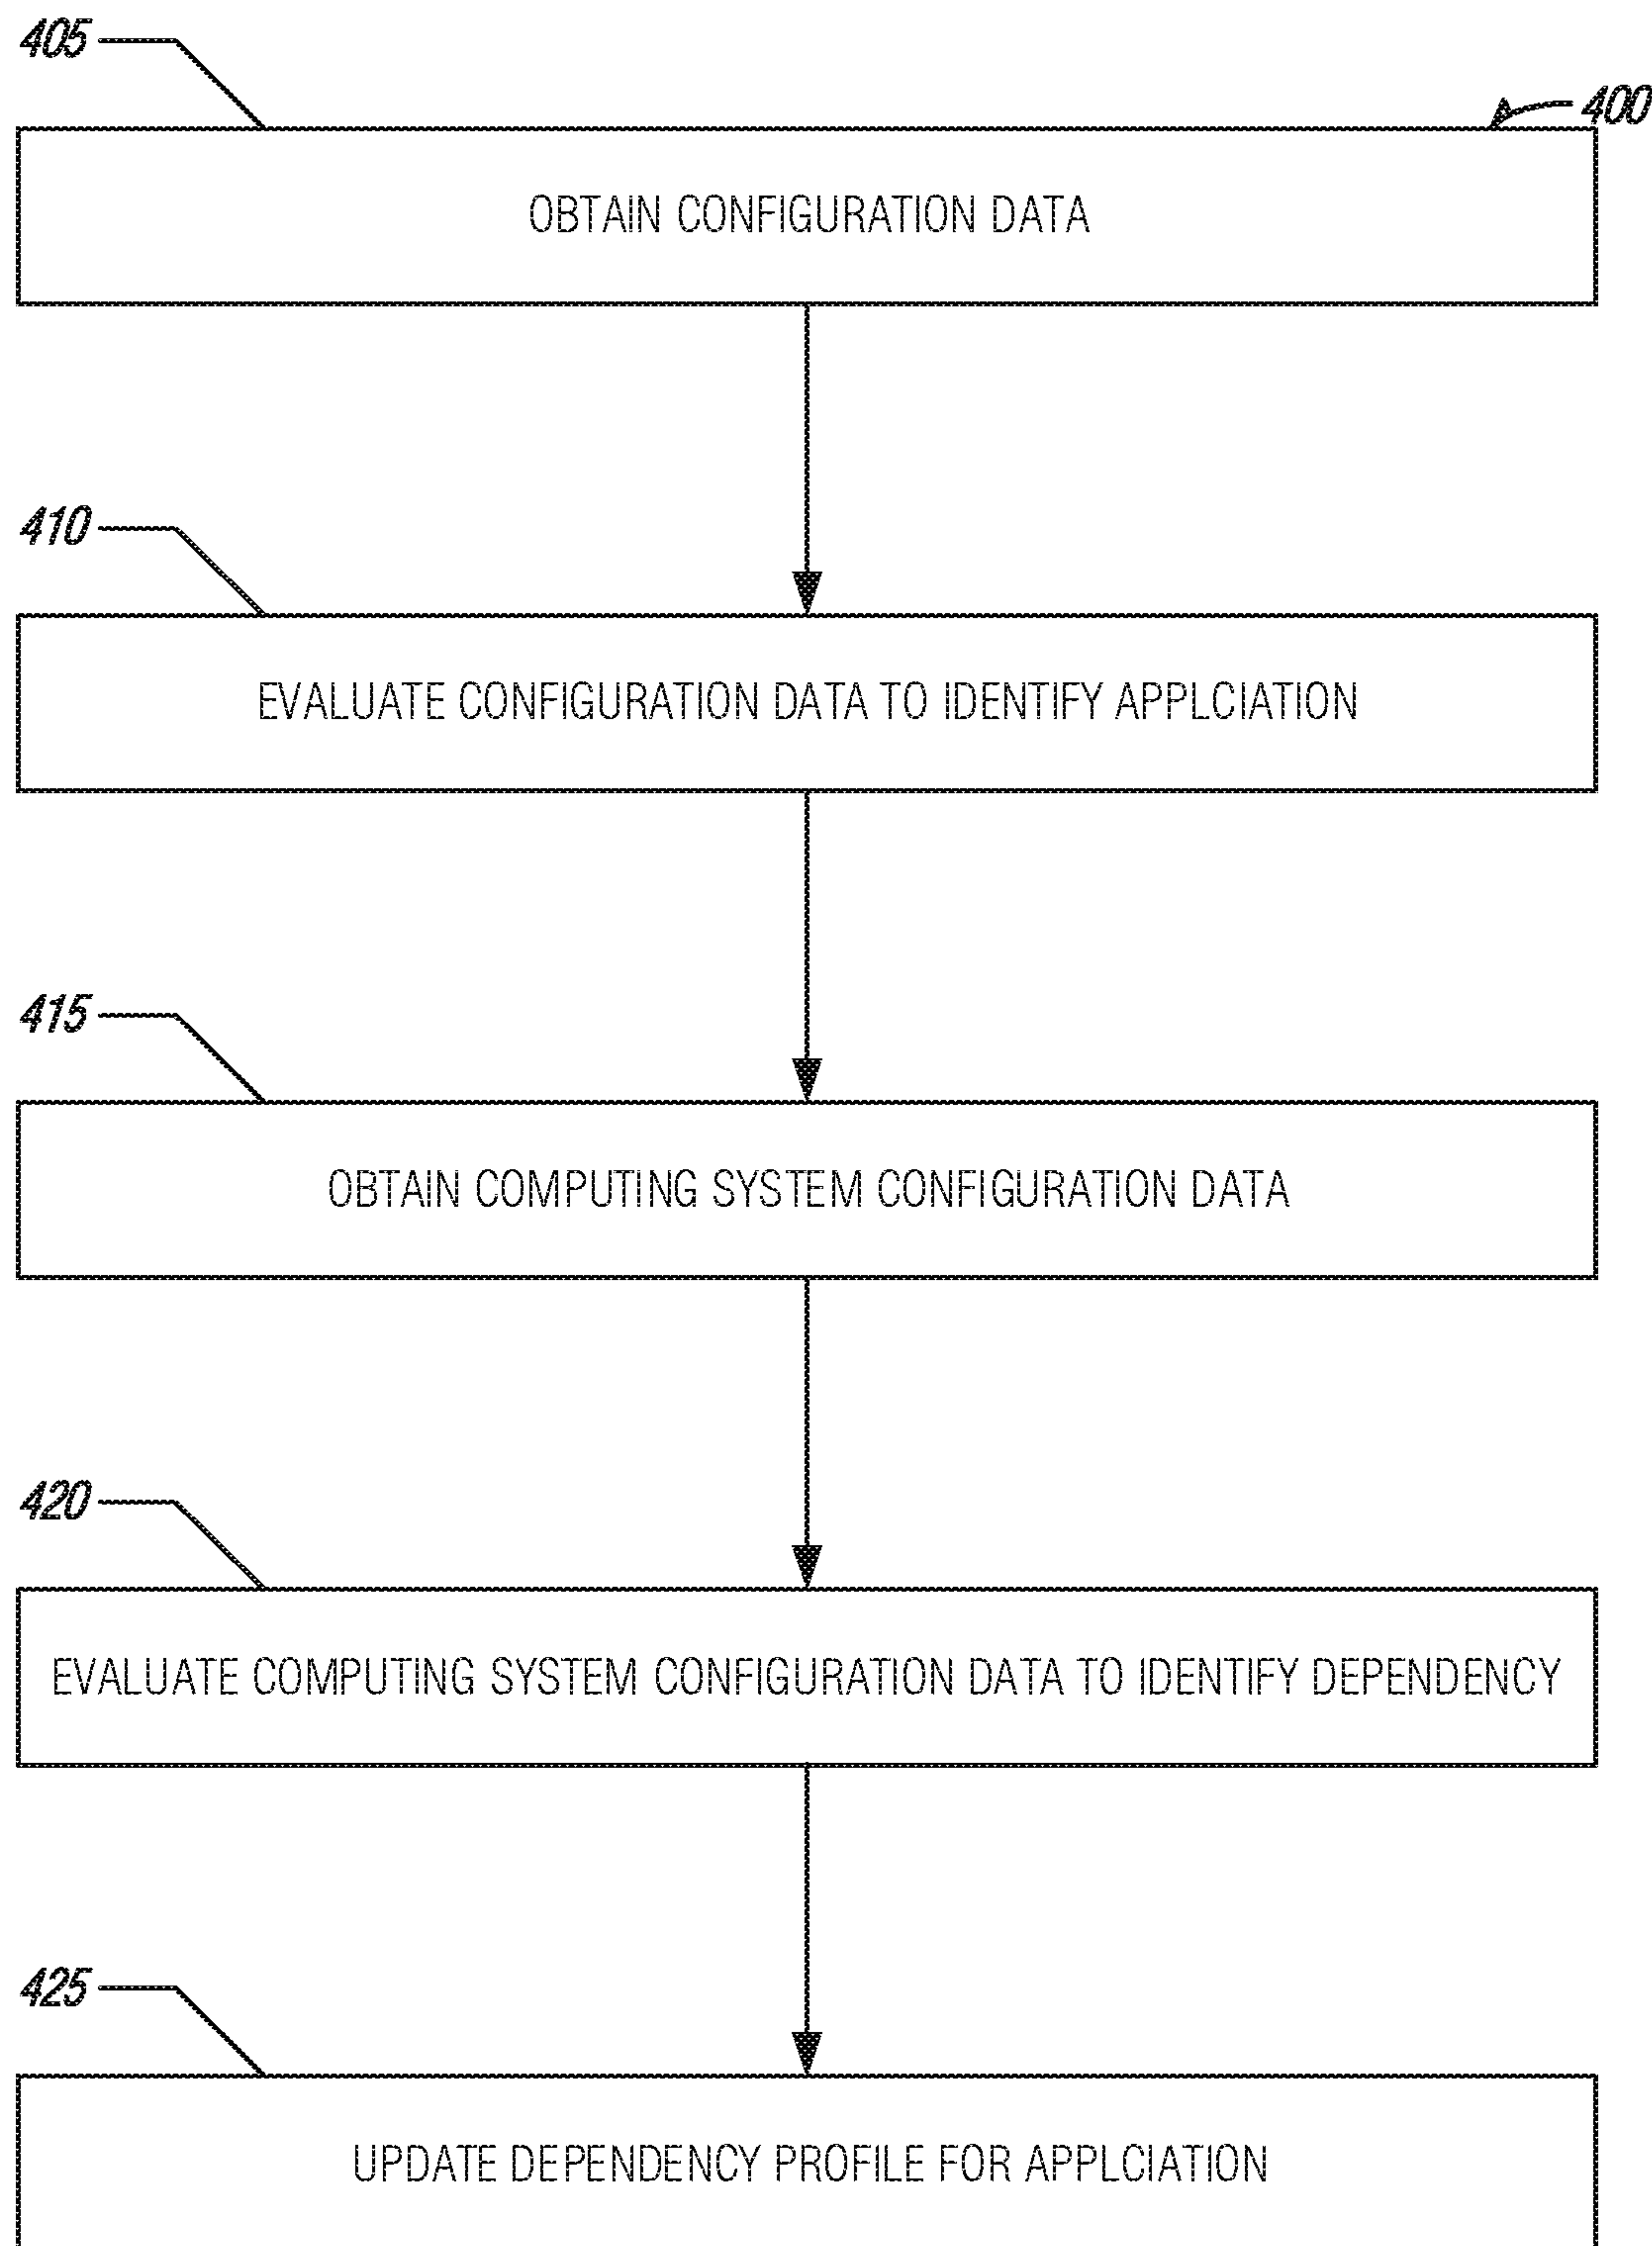 405
400
OBTAIN CONFIGURATION DATA
410
EVALUATE CONFIGURATION DATA TO IDENTIFY APPLCIATION
415
OBTAIN COMPUTING SYSTEM CONFIGURATION DATA
420
EVALUATE COMPUTING SYSTEM CONFIGURATION DATA TO IDENTIFY DEPENDENCY
425
UPDATE DEPENDENCY PROFILE FOR APPLCIATION